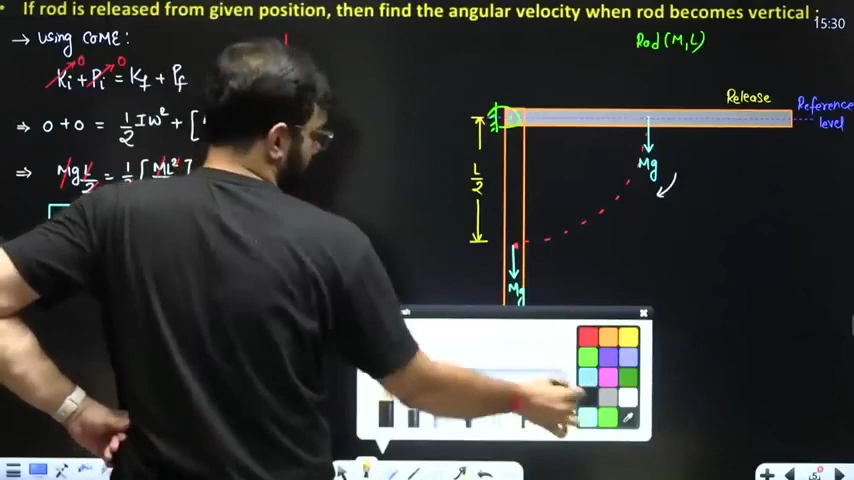 If rod is released from given position, then find the angular velocity when rod becomes vertical :
15:30
→ Using COME:
Rod (M,L)
Ki + Pi = Kf + Pf
0 0
Release
Reference level
⇒ 0 + 0 = 1/2 Iω² + [
Mg
L/2
⇒ Mg L/2 = 1/2 [ ML²
Mg